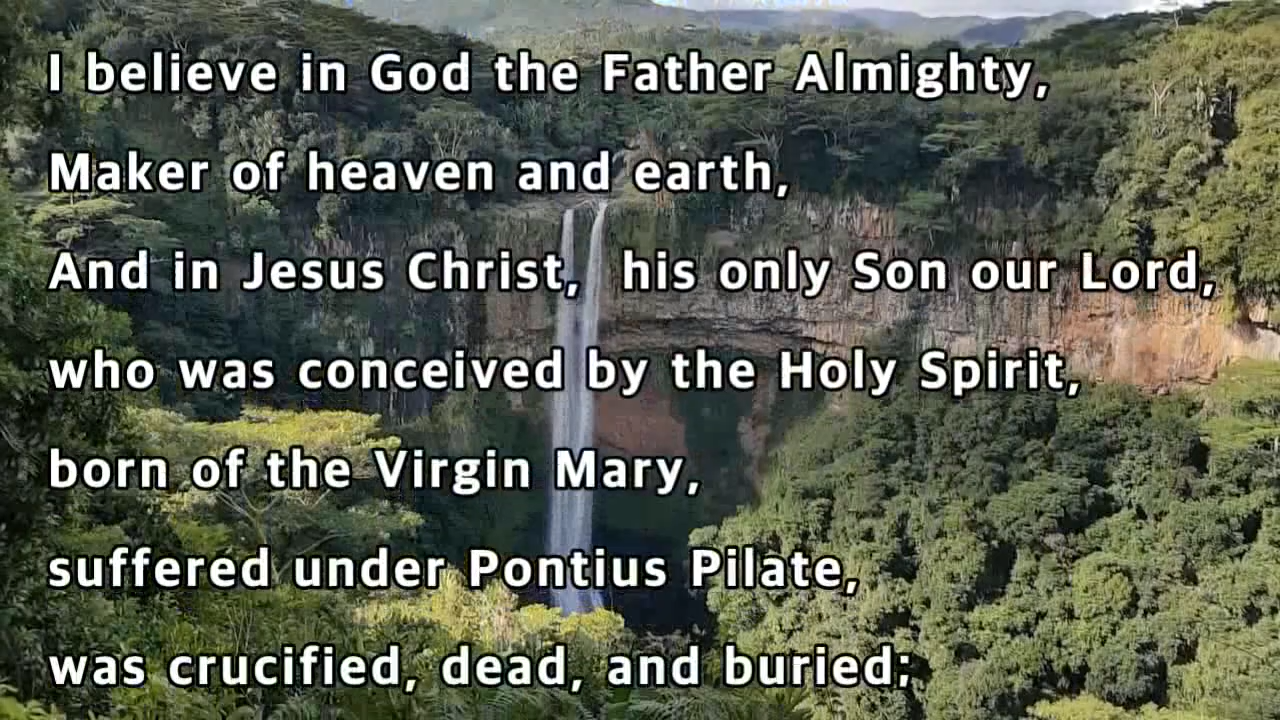 I believe in God the Father Almighty,
Maker of heaven and earth,
And in Jesus Christ,  his only Son our Lord,
who was conceived by the Holy Spirit,
born of the Virgin Mary,
suffered under Pontius Pilate,
was crucified, dead, and buried;